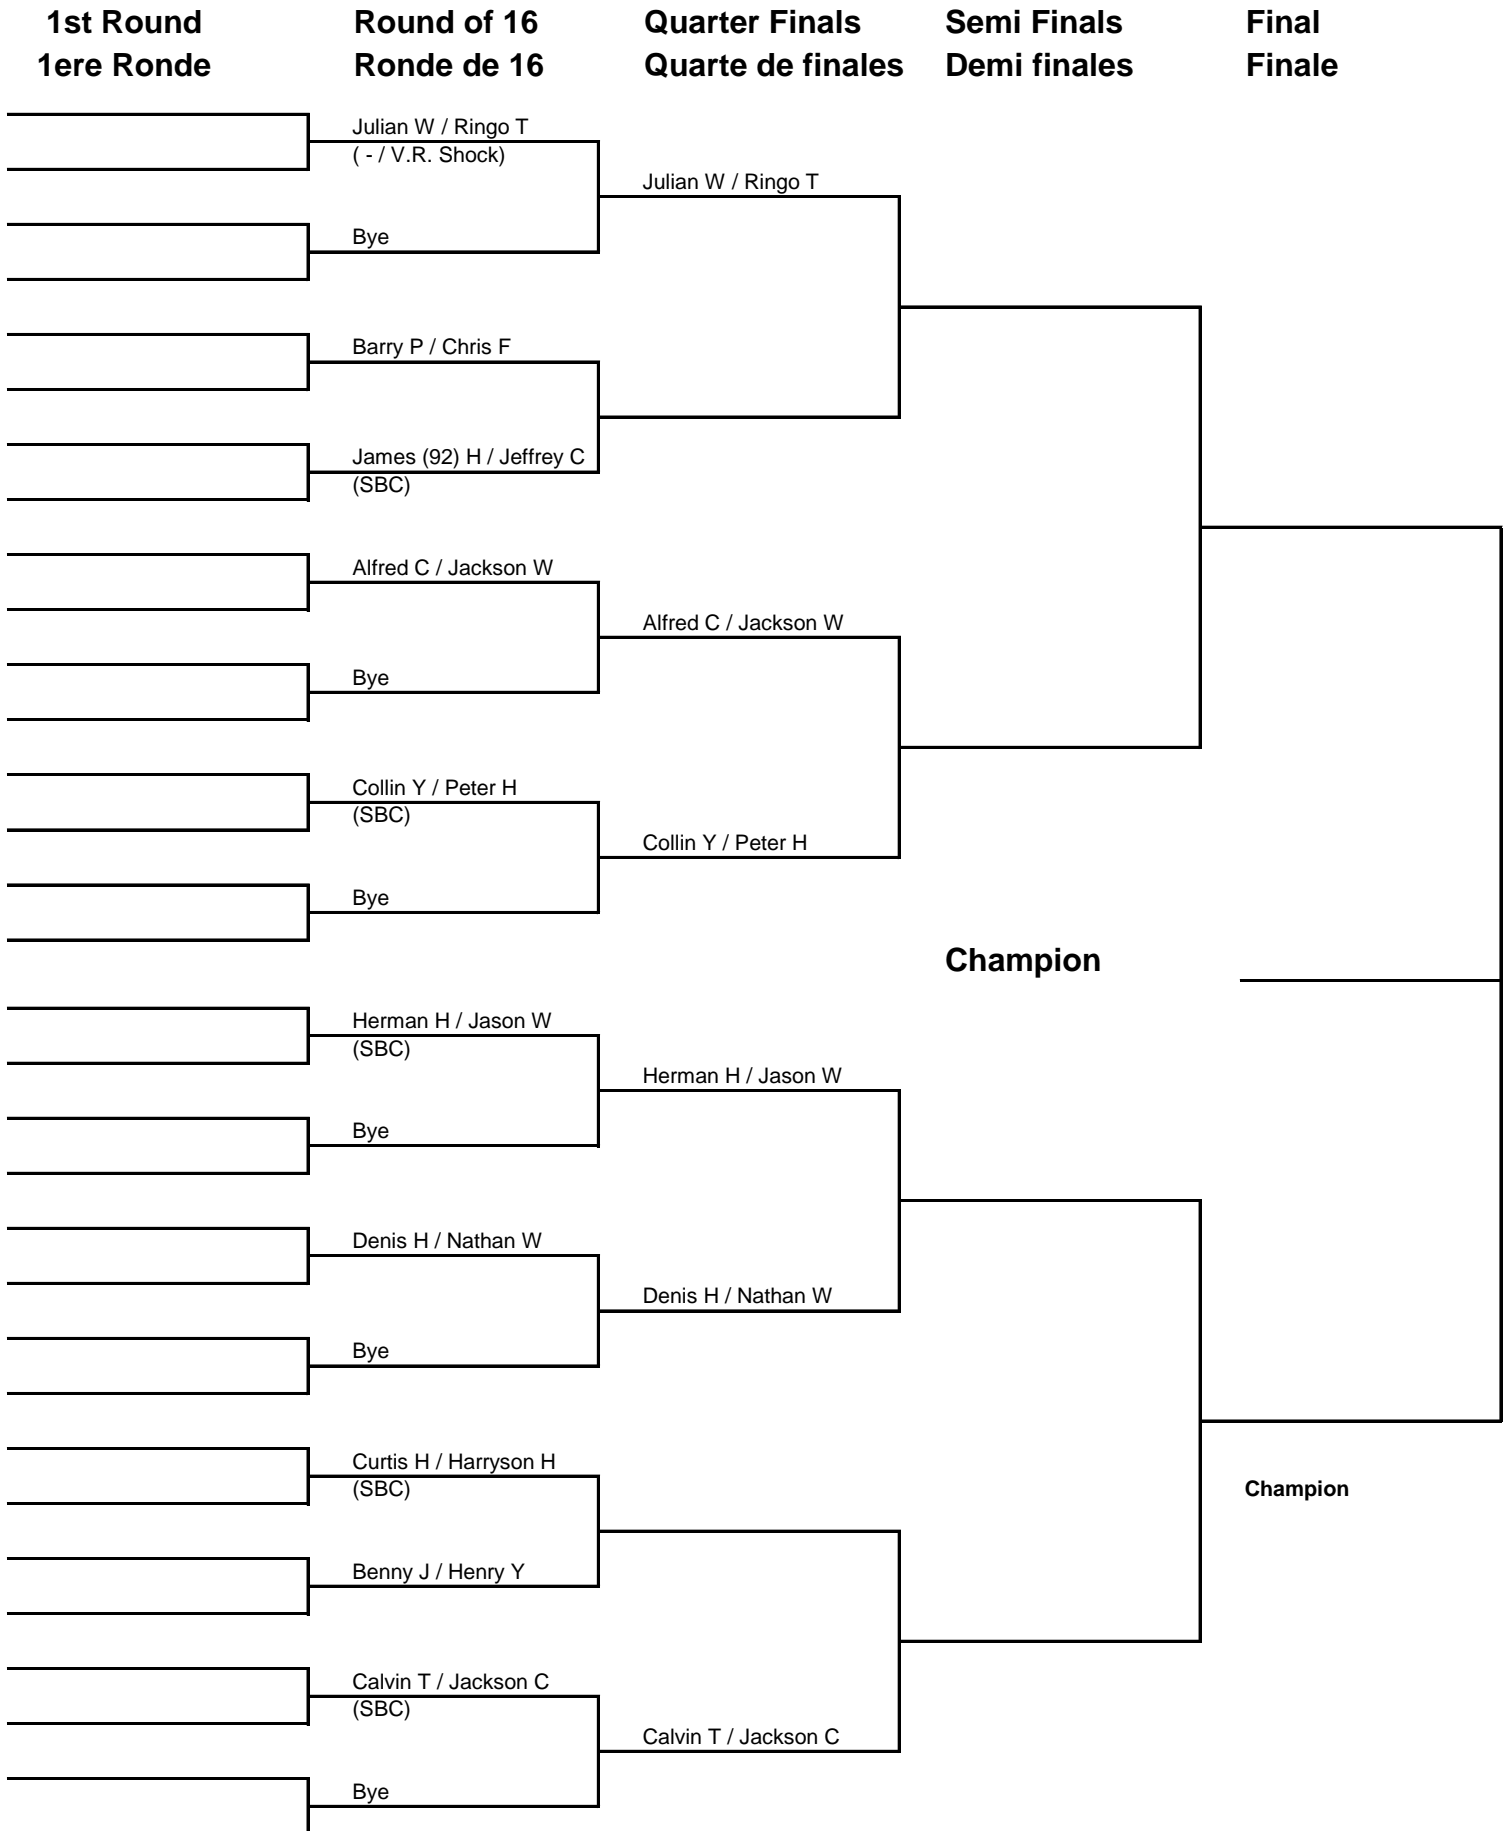 1st Round
Round of 16
Quarter Finals
Semi Finals
Final
1ere Ronde
Ronde de 16
Quarte de finales
Demi finales
Finale
Julian W / Ringo T
( - / V.R. Shock)
Julian W / Ringo T
Bye
Barry P / Chris F
James (92) H / Jeffrey C
(SBC)
Alfred C / Jackson W
Alfred C / Jackson W
Bye
Collin Y / Peter H
(SBC)
Collin Y / Peter H
Bye
Champion
Herman H / Jason W
(SBC)
Herman H / Jason W
Bye
Denis H / Nathan W
Denis H / Nathan W
Bye
Curtis H / Harryson H
(SBC)
Champion
Benny J / Henry Y
Calvin T / Jackson C
(SBC)
Calvin T / Jackson C
Bye